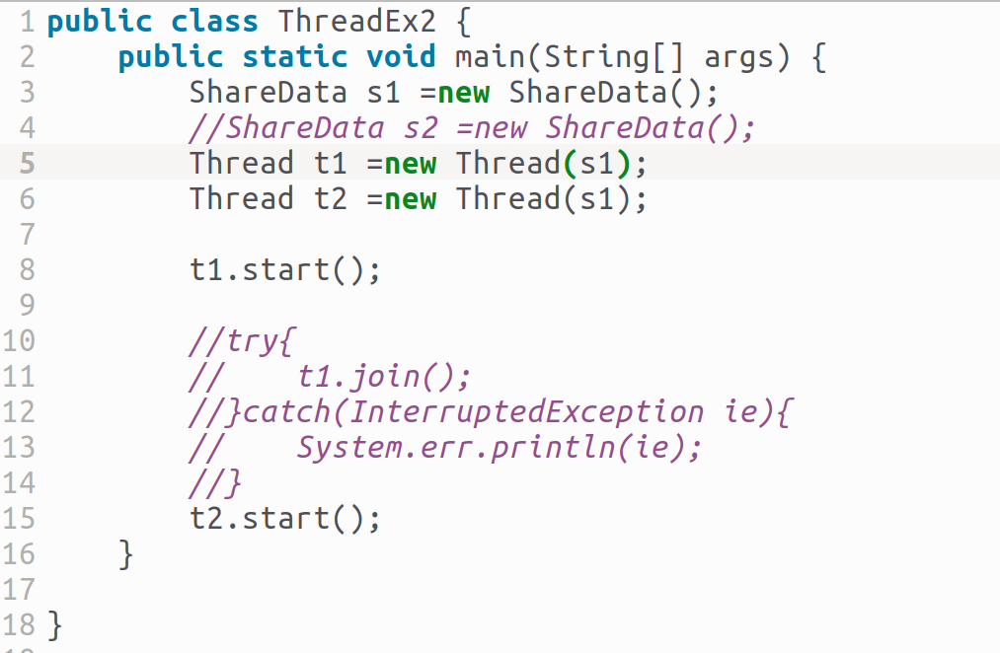 1 public class ThreadEx2 {
2     public static void main(String[] args) {
3         ShareData s1 =new ShareData();
4         //ShareData s2 =new ShareData();
5         Thread t1 =new Thread(s1);
6         Thread t2 =new Thread(s1);
7
8         t1.start();
9
10         //try{
11         //    t1.join();
12         //}catch(InterruptedException ie){
13         //    System.err.println(ie);
14         //}
15         t2.start();
16     }
17
18 }